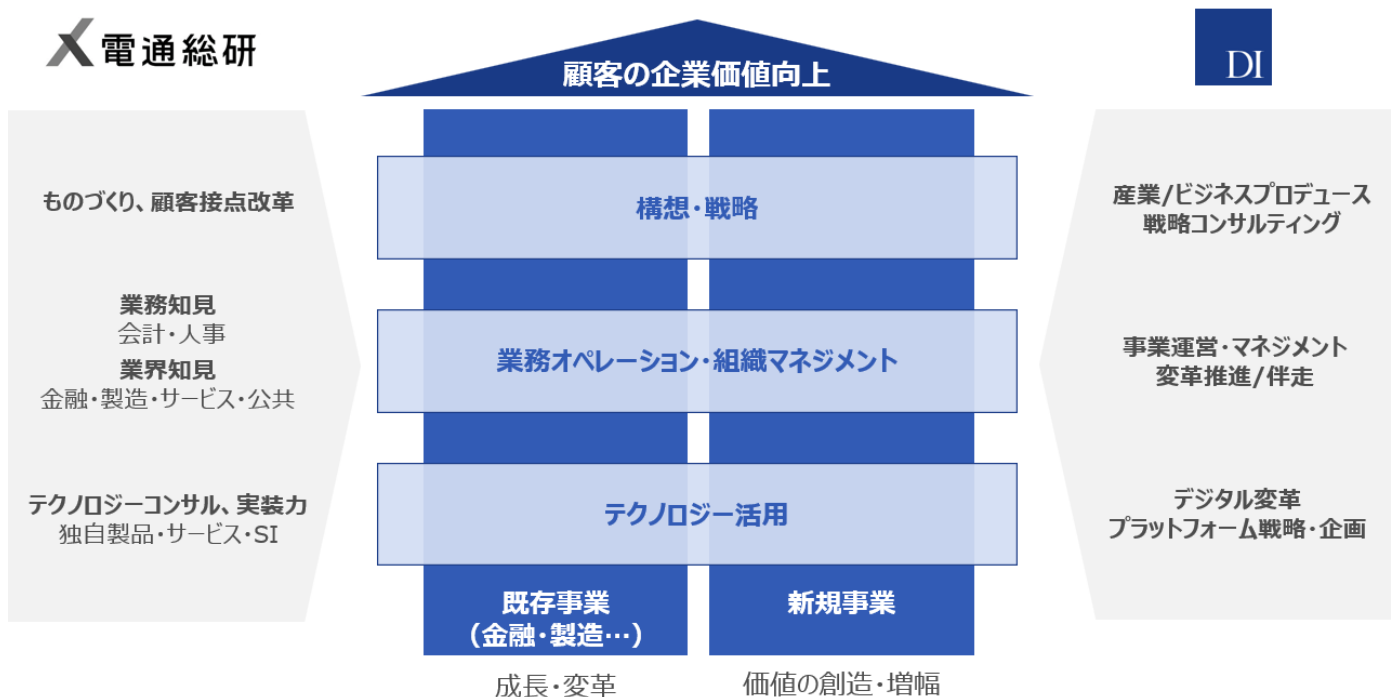 電通総研
ものづくり、顧客接点改革
業務知見
会計・人事
業界知見
金融・製造・サービス・公共
テクノロジーコンサル、実装力
独自製品・サービス・SI
顧客の企業価値向上
構想・戦略
業務オペレーション・組織マネジメント
テクノロジー活用
既存事業
(金融・製造…)
新規事業
成長・変革
価値の創造・増幅
DI
産業/ビジネスプロデュース
戦略コンサルティング
事業運営・マネジメント
変革推進/伴走
デジタル変革
プラットフォーム戦略・企画